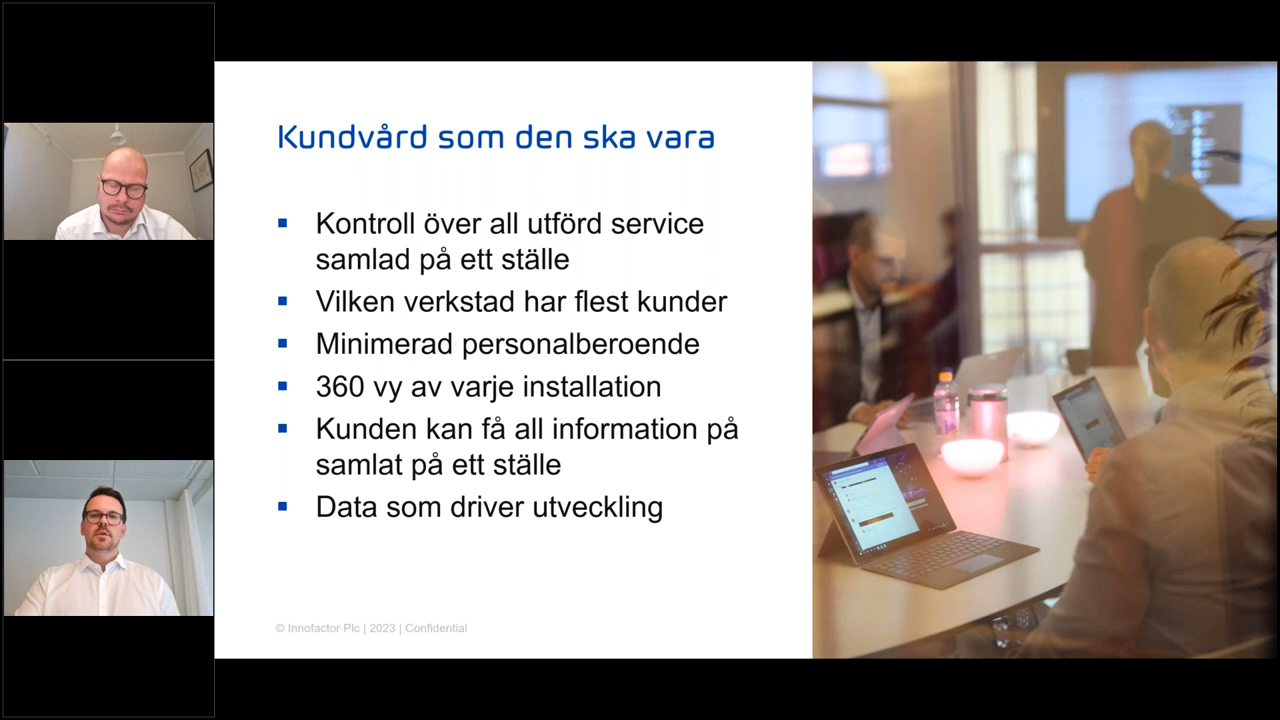 Kundvård som den ska vara
Kontroll över all utförd service
samlad på ett ställe
Vilken verkstad har flest kunder
Minimerad personalberoende
360 vy av varje installation
Kunden kan få all information på
samlat på ett ställe
Data som driver utveckling
© Innofactor Plc | 2023 | Confidential